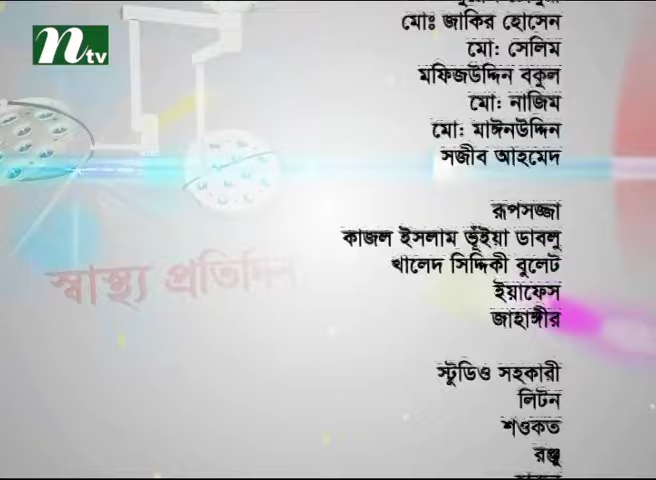 ntv
মোঃ জাকির হোসেন
মো: সেলিম
মফিজউদ্দিন বকুল
মো: নাজিম
মো: মাঈনউদ্দিন
সজীব আহমেদ
রূপসজ্জা
কাজল ইসলাম ভূঁইয়া ডাবলু
খালেদ সিদ্দিকী বুলেট
ইয়াফেস
জাহাঙ্গীর
স্বাস্থ্য প্রতিদিন
স্টুডিও সহকারী
লিটন
শওকত
রঞ্জু